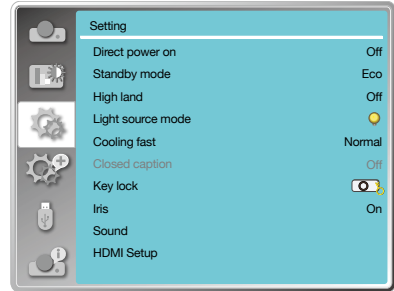 Setting
Direct power on Off
Standby mode Eco
High land Off
Light source mode
Cooling fast Normal
Closed caption Off
Key lock
Iris On
Sound
HDMI Setup